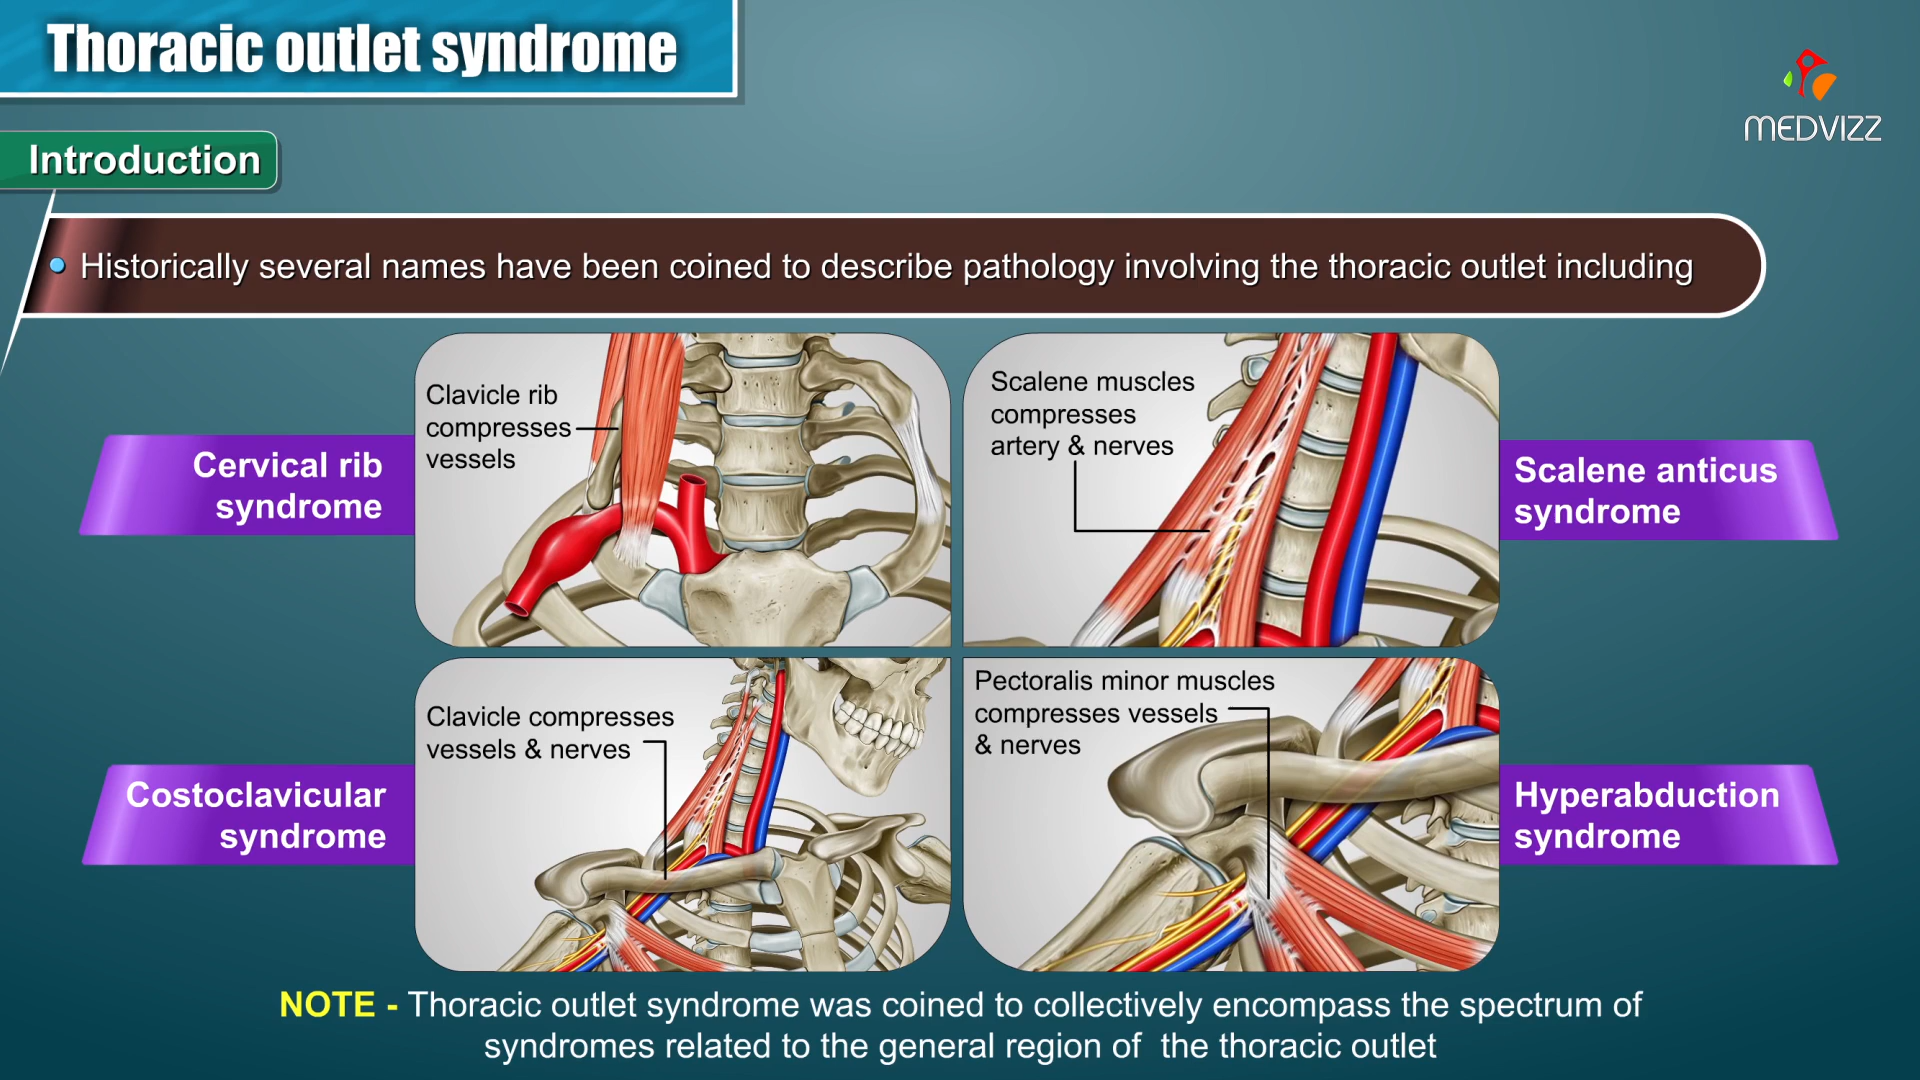 Thoracic outlet syndrome
MEDVIZZ
Introduction
• Historically several names have been coined to describe pathology involving the thoracic outlet including
Cervical rib
syndrome
Clavicle rib
compresses
vessels
Scalene muscles
compresses
artery & nerves
Scalene anticus
syndrome
Costoclavicular
syndrome
Clavicle compresses
vessels & nerves
Pectoralis minor muscles
compresses vessels
& nerves
Hyperabduction
syndrome
NOTE - Thoracic outlet syndrome was coined to collectively encompass the spectrum of
syndromes related to the general region of the thoracic outlet